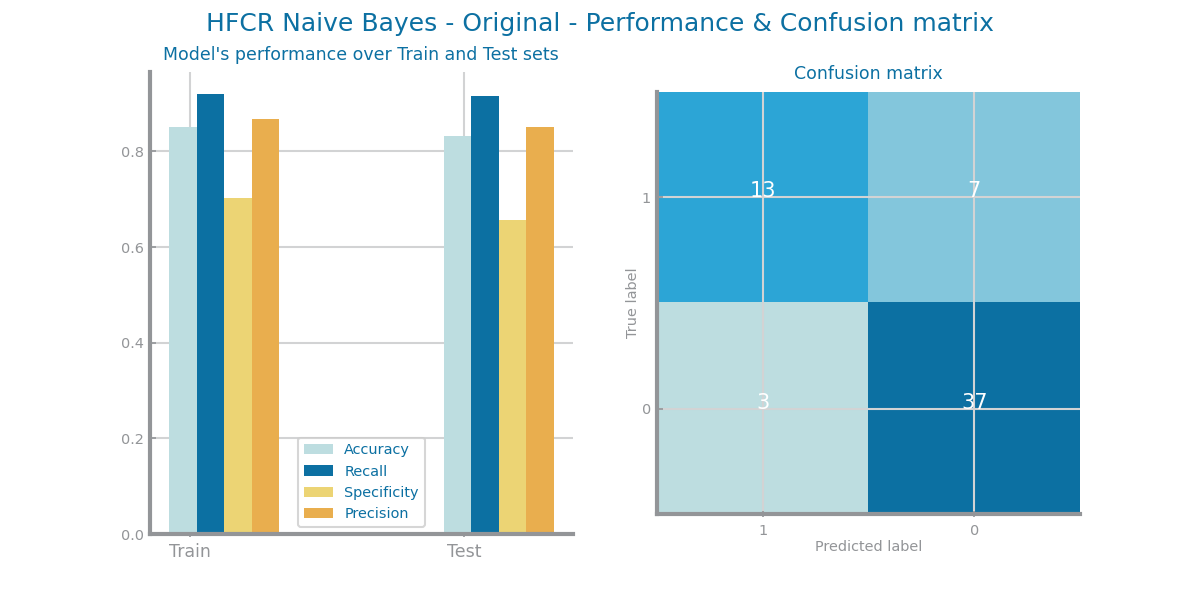 HFCR Naive Bayes - Original - Performance & Confusion matrix
Model's performance over Train and Test sets
0.8
0.6
0.4
0.2
0.0
Accuracy
Recall
Specificity
Precision
Train Test
Confusion matrix
True label
1
0
13 7
3 37
1 0
Predicted label